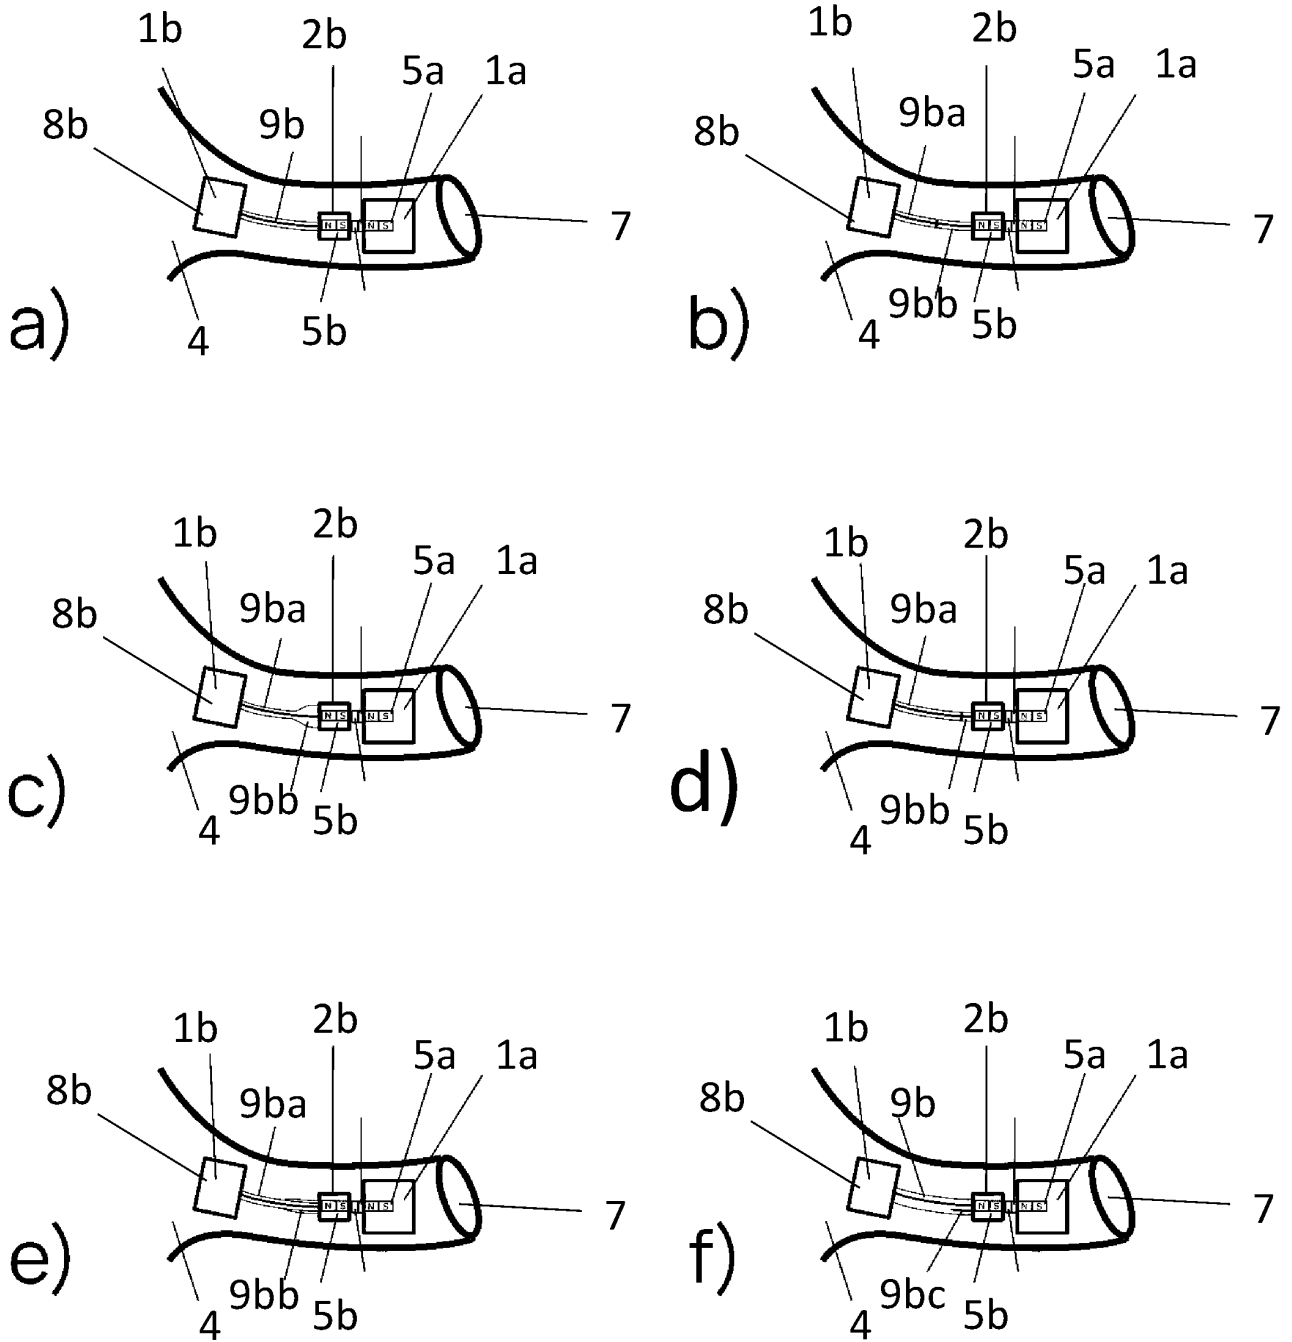 1b 2b 5a 1a
8b 9b
N S N S
7
a) 4 5b
1b 2b 5a 1a
8b 9ba
N S N S
7
b) 4 9bb 5b
1b 2b 5a 1a
8b 9ba
N S N S
7
c) 4 9bb 5b
1b 2b 5a 1a
8b 9ba
N S N S
7
d) 4 9bb 5b
1b 2b 5a 1a
8b 9ba
N S N S
7
e) 4 9bb 5b
1b 2b 5a 1a
8b 9b
N S N S
7
f) 4 9bc 5b